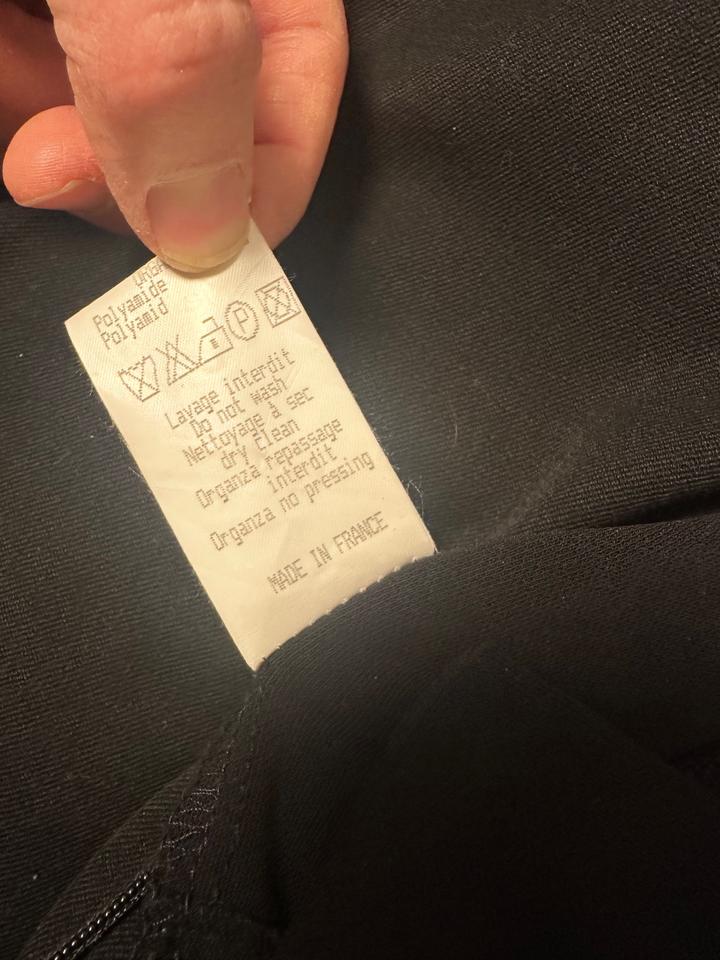 Polyamide
Polyamid
P
Lavage interdit
Do not wash
Nettoyage à sec
dry clean
Organza repassage
interdit
Organza no pressing
MADE IN FRANCE